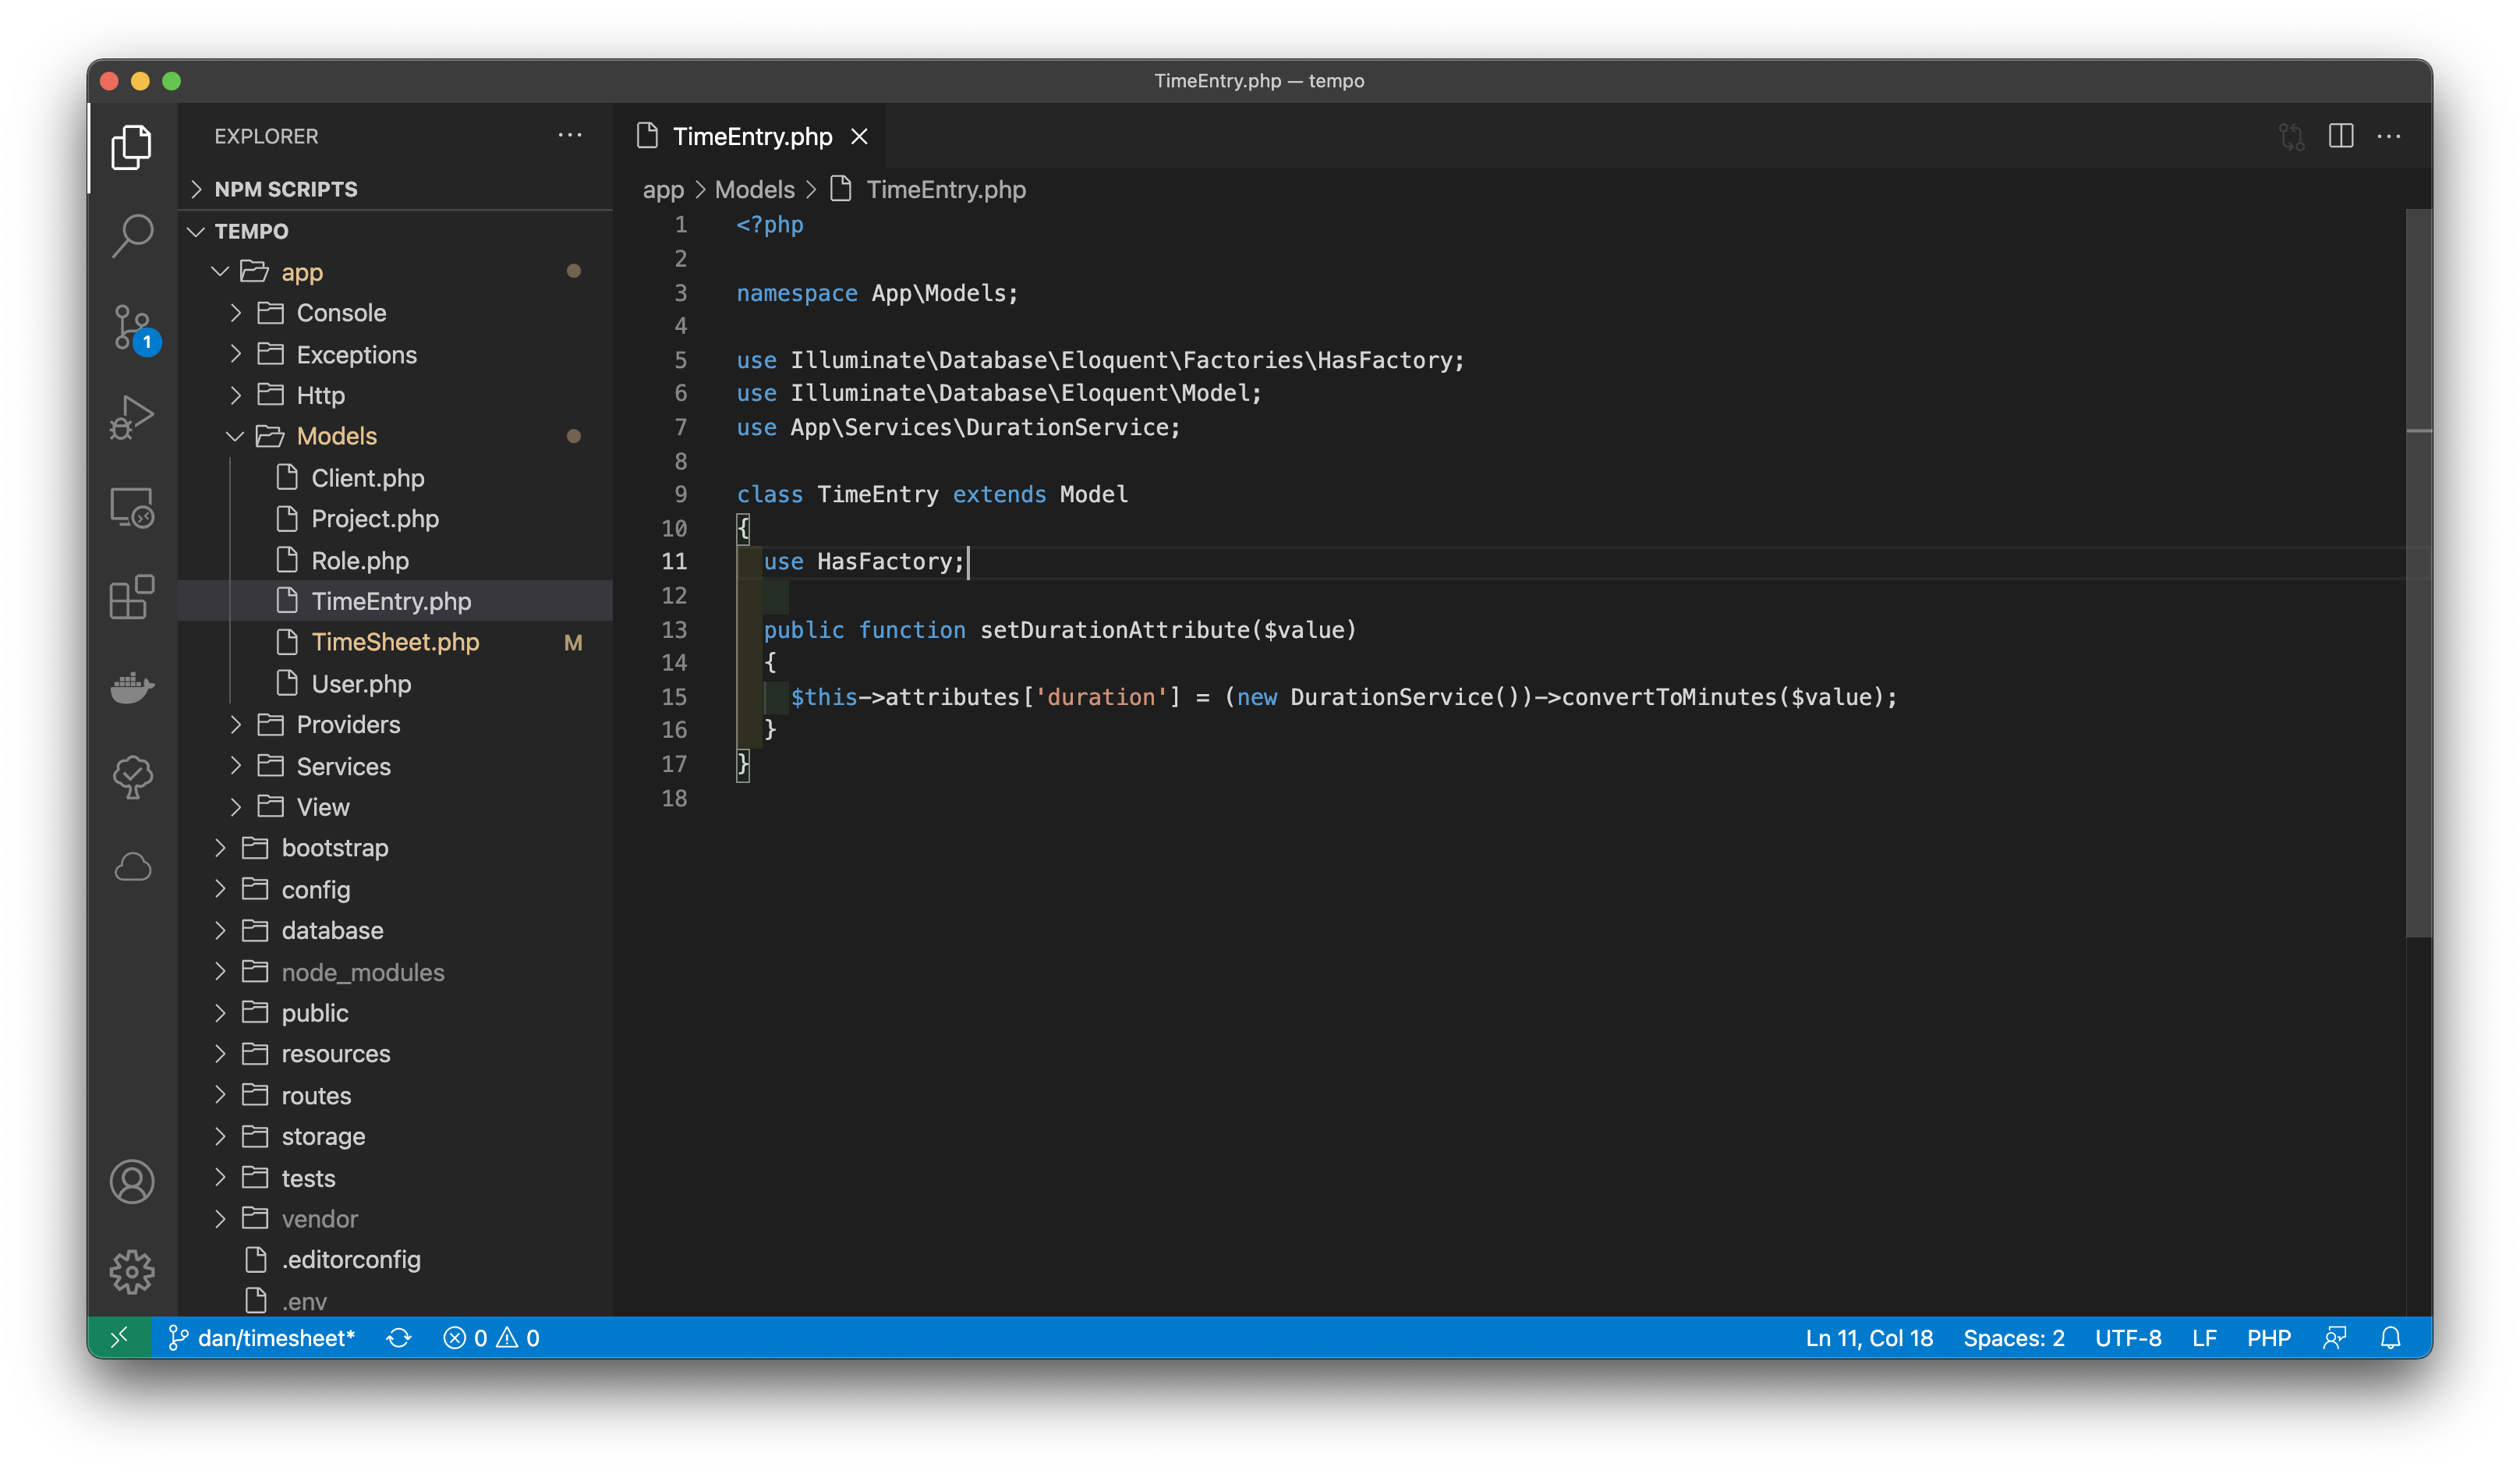 TimeEntry.php — tempo
EXPLORER
NPM SCRIPTS
TEMPO
app
Console
Exceptions
Http
Models
Client.php
Project.php
Role.php
TimeEntry.php
TimeSheet.php M
User.php
Providers
Services
View
bootstrap
config
database
node_modules
public
resources
routes
storage
tests
vendor
.editorconfig
.env
1
TimeEntry.php
app > Models > TimeEntry.php
1 <?php
2
3 namespace App\Models;
4
5 use Illuminate\Database\Eloquent\Factories\HasFactory;
6 use Illuminate\Database\Eloquent\Model;
7 use App\Services\DurationService;
8
9 class TimeEntry extends Model
10 {
11   use HasFactory;
12
13   public function setDurationAttribute($value)
14   {
15     $this->attributes['duration'] = (new DurationService())->convertToMinutes($value);
16   }
17 }
18
dan/timesheet* 0 0 Ln 11, Col 18 Spaces: 2 UTF-8 LF PHP